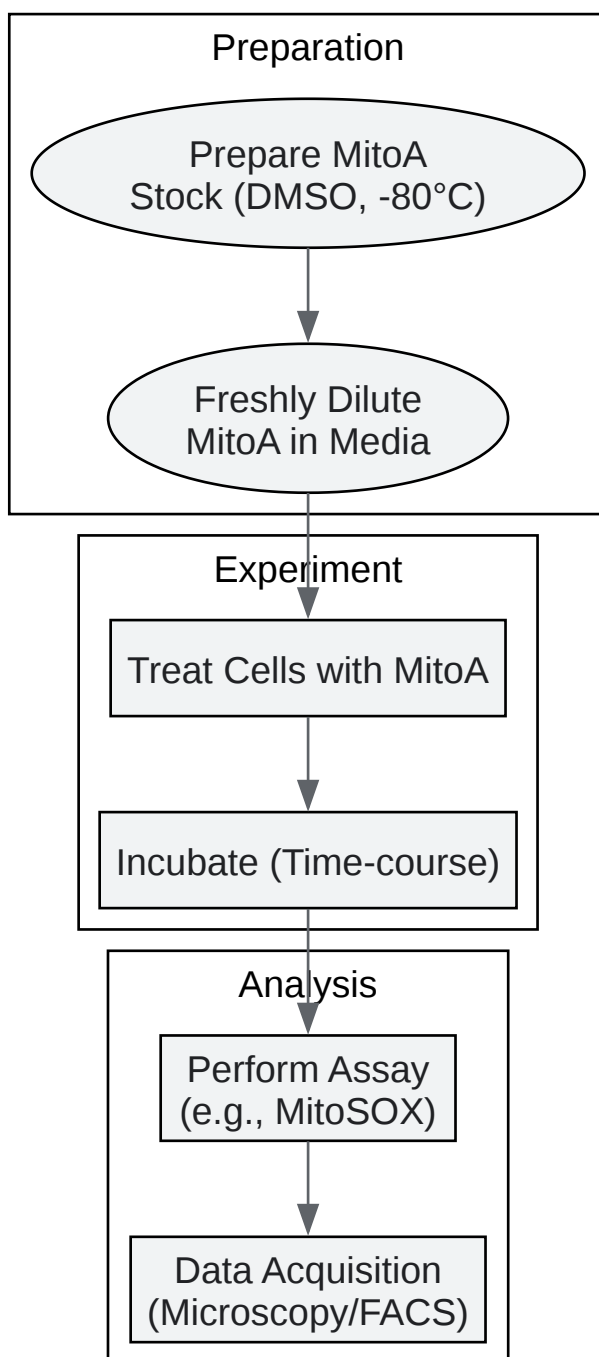 Preparation
Prepare MitoA
Stock (DMSO, -80°C)
Freshly Dilute
MitoA in Media
Experiment
Treat Cells with MitoA
Incubate (Time-course)
Analysis
Perform Assay
(e.g., MitoSOX)
Data Acquisition
(Microscopy/FACS)